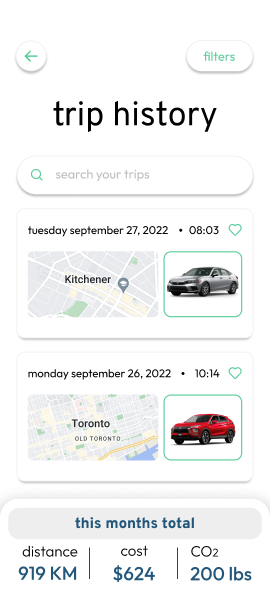 filters
trip history
search your trips
tuesday september 27, 2022 • 08:03
Kitchener
monday september 26, 2022 • 10:14
Toronto
OLD TORONTO
this months total
distance cost CO2
919 KM $624 200 lbs